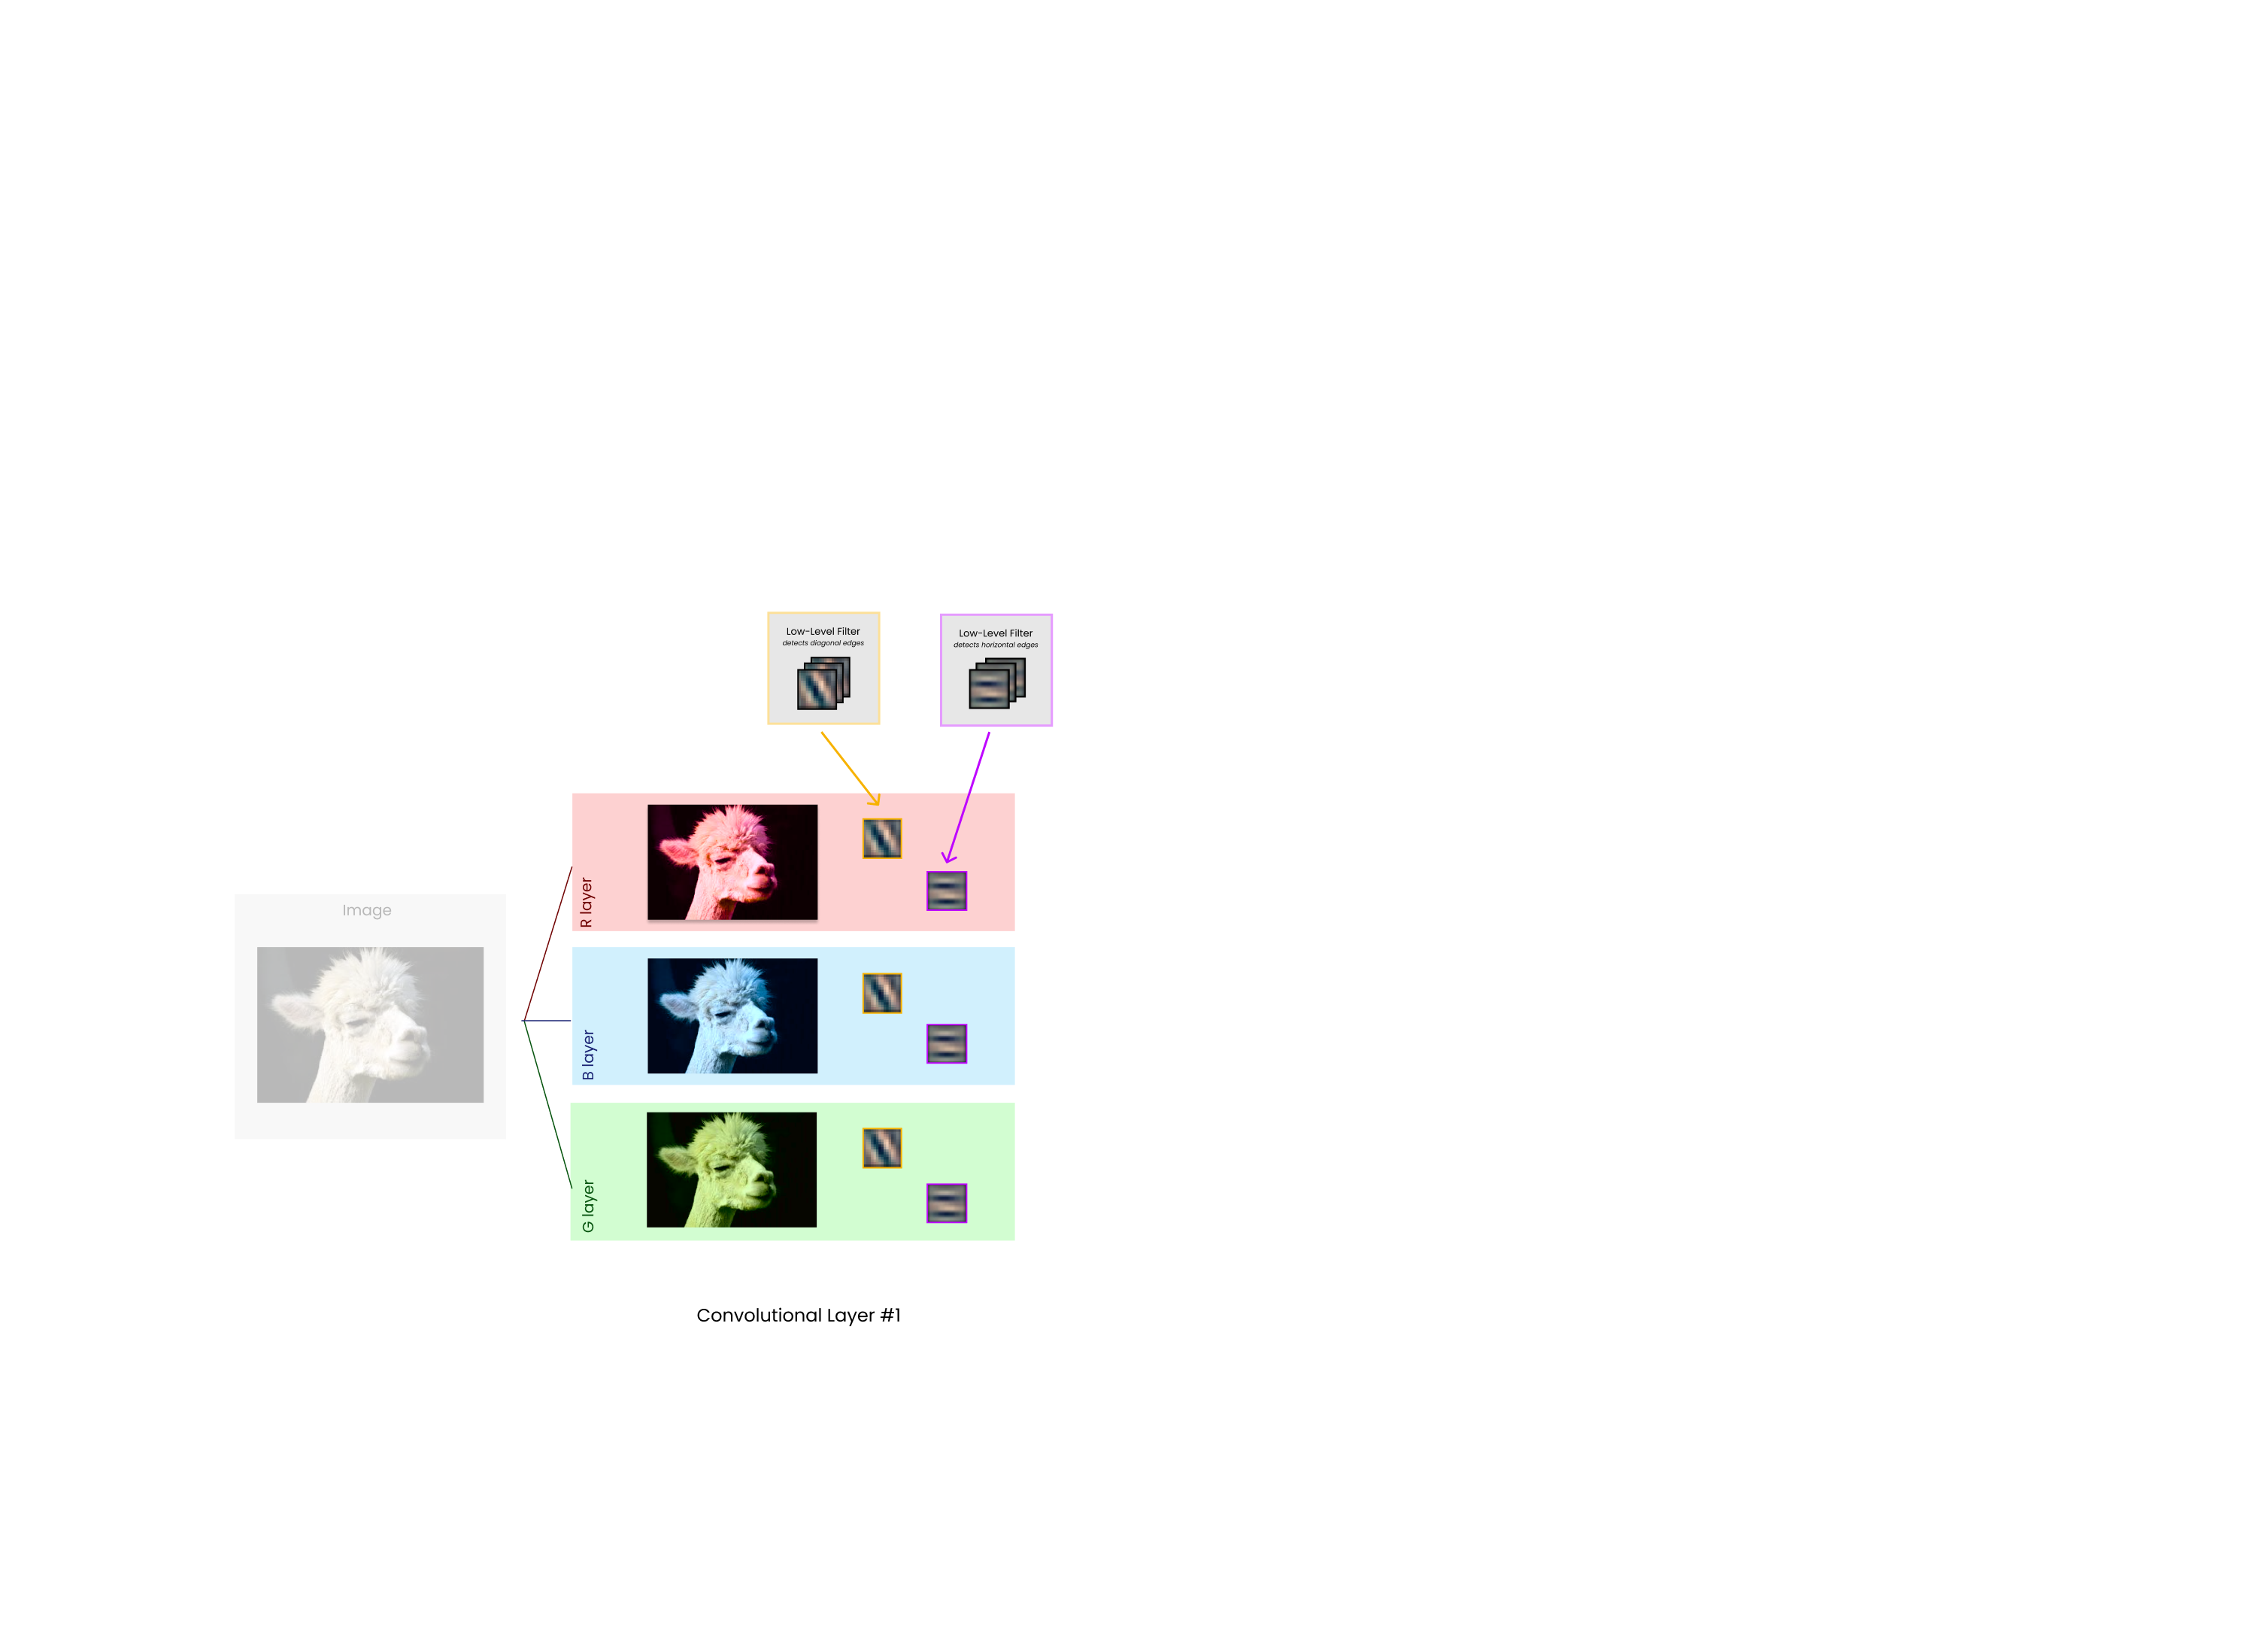 Low-Level Filter
detects diagonal edges
Low-Level Filter
detects horizontal edges
Image
R layer
B layer
G layer
Convolutional Layer #1